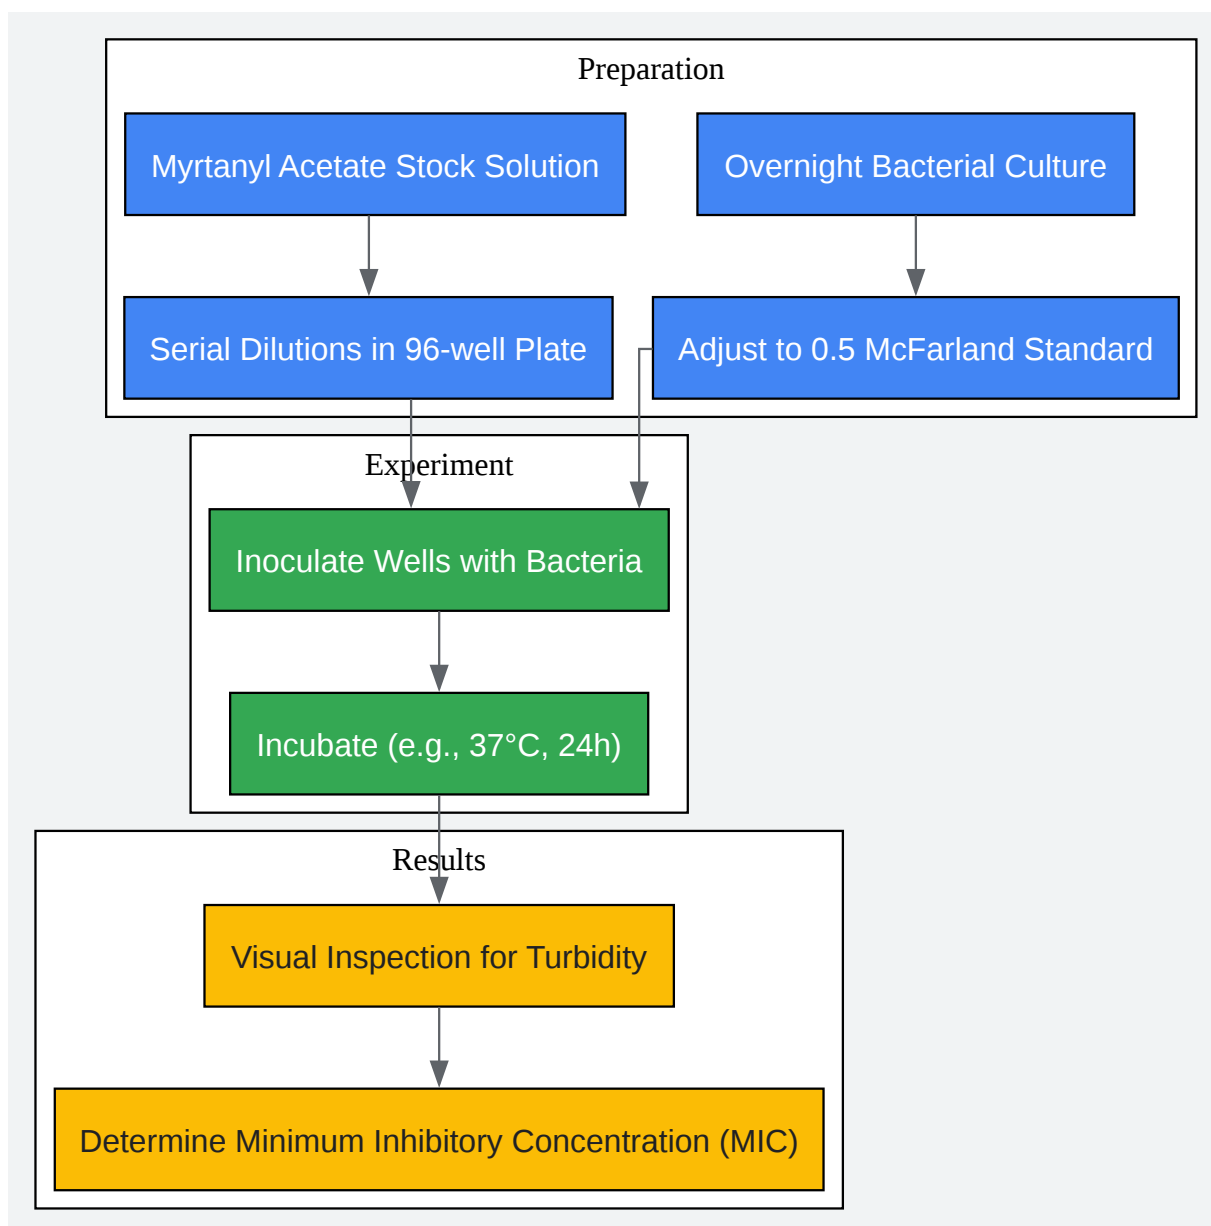 Preparation
Myrtanyl Acetate Stock Solution
Overnight Bacterial Culture
Serial Dilutions in 96-well Plate
Adjust to 0.5 McFarland Standard
Experiment
Inoculate Wells with Bacteria
Incubate (e.g., 37°C, 24h)
Results
Visual Inspection for Turbidity
Determine Minimum Inhibitory Concentration (MIC)